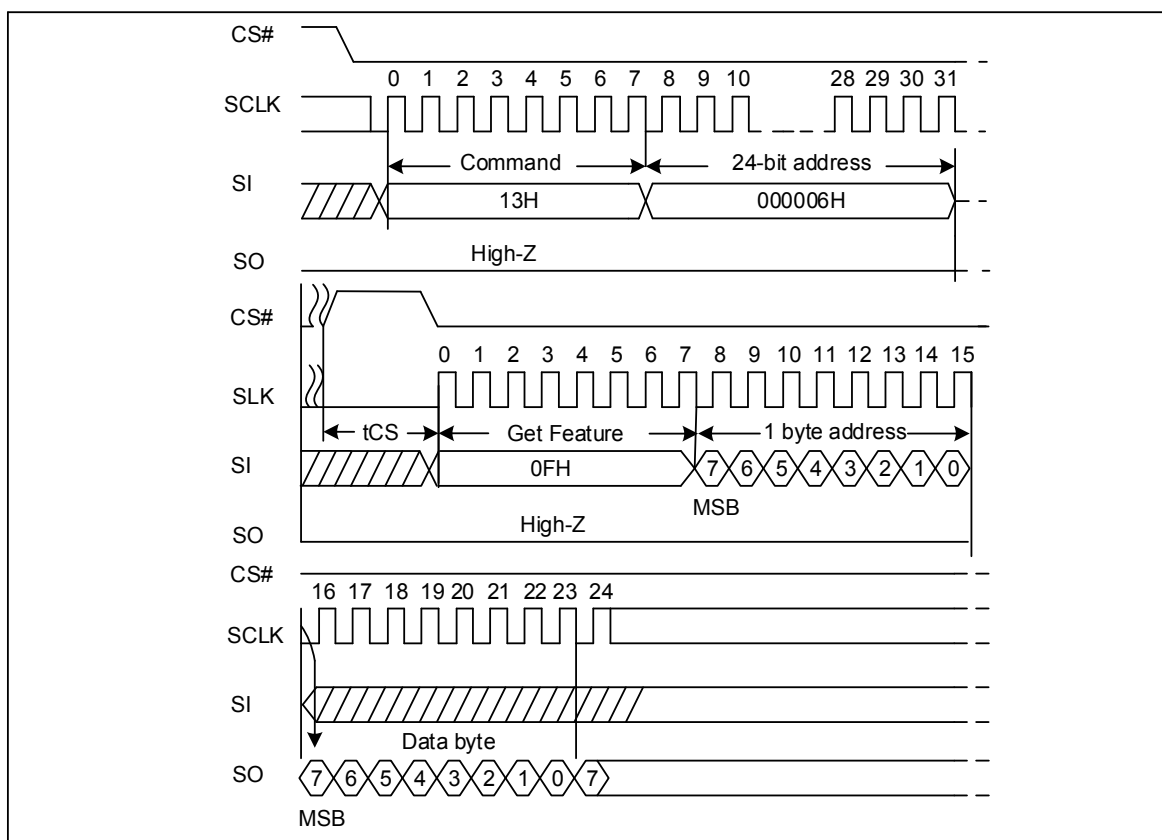 CS#
0 1 2 3 4 5 6 7 8 9 10 28 29 30 31
SCLK
Command 24-bit address
SI
13H 000006H
High-Z
SO
CS#
0 1 2 3 4 5 6 7 8 9 10 11 12 13 14 15
SLK
tCS Get Feature 1 byte address
SI
0FH 7 6 5 4 3 2 1 0
MSB
High-Z
SO
CS#
16 17 18 19 20 21 22 23 24
SCLK
SI
Data byte
SO 7 6 5 4 3 2 1 0 7
MSB